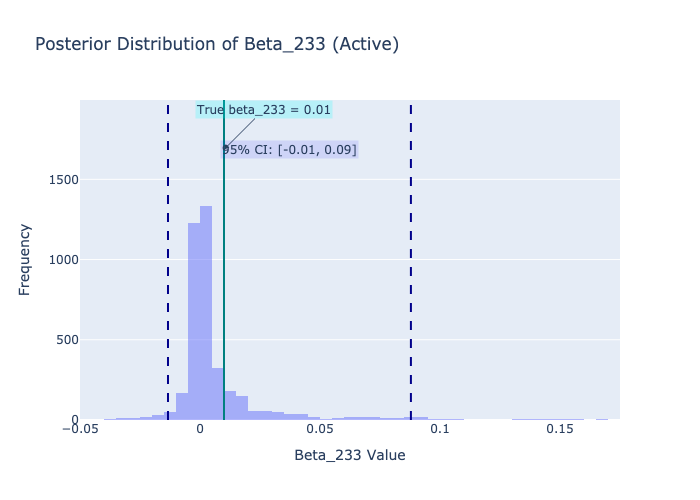 Posterior Distribution of Beta_233 (Active)
True beta_233 = 0.01
95% CI: [-0.01, 0.09]
1500
1000
500
0
Frequency
−0.05
0
0.05
0.1
0.15
Beta_233 Value